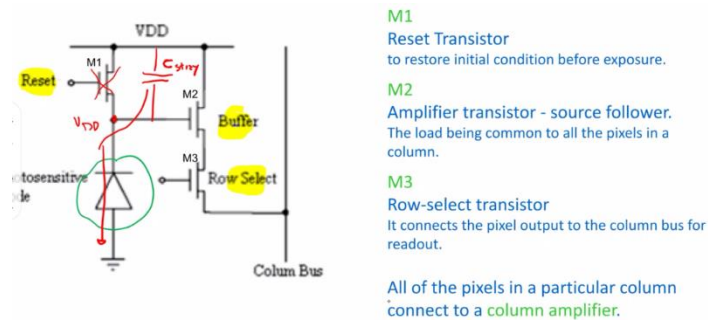 VDD
M1
C stray
Reset
M2
VDD
Buffer
M3
otosensitive
Row Select
de
Colum Bus
M1
Reset Transistor
to restore initial condition before exposure.
M2
Amplifier transistor - source follower.
The load being common to all the pixels in a
column.
M3
Row-select transistor
It connects the pixel output to the column bus for
readout.
All of the pixels in a particular column
connect to a column amplifier.